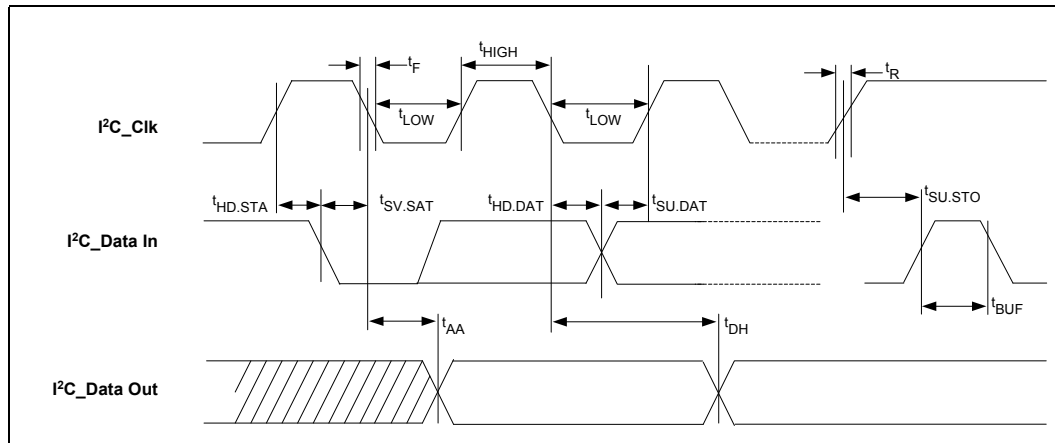 tHIGH
tF
tR
I²C_Clk
tLOW
tLOW
tHD.STA
tSV.SAT
tHD.DAT
tSU.DAT
tSU.STO
I²C_Data In
tBUF
tAA
tDH
I²C_Data Out